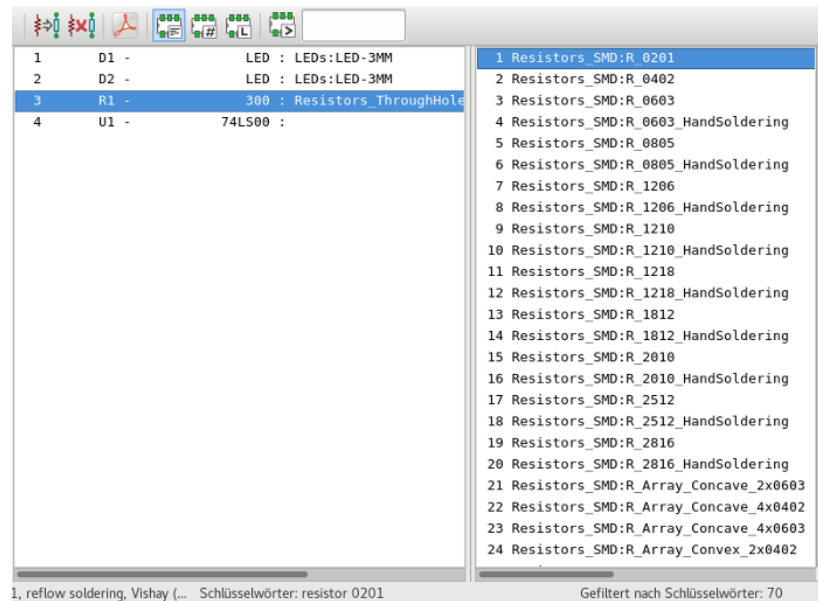 1 D1 - LED : LEDs:LED-3MM
2 D2 - LED : LEDs:LED-3MM
3 R1 - 300 : Resistors_ThroughHole
4 U1 - 74LS00 :
1 Resistors_SMD:R_0201
2 Resistors_SMD:R_0402
3 Resistors_SMD:R_0603
4 Resistors_SMD:R_0603_HandSoldering
5 Resistors_SMD:R_0805
6 Resistors_SMD:R_0805_HandSoldering
7 Resistors_SMD:R_1206
8 Resistors_SMD:R_1206_HandSoldering
9 Resistors_SMD:R_1210
10 Resistors_SMD:R_1210_HandSoldering
11 Resistors_SMD:R_1218
12 Resistors_SMD:R_1218_HandSoldering
13 Resistors_SMD:R_1812
14 Resistors_SMD:R_1812_HandSoldering
15 Resistors_SMD:R_2010
16 Resistors_SMD:R_2010_HandSoldering
17 Resistors_SMD:R_2512
18 Resistors_SMD:R_2512_HandSoldering
19 Resistors_SMD:R_2816
20 Resistors_SMD:R_2816_HandSoldering
21 Resistors_SMD:R_Array_Concave_2x0603
22 Resistors_SMD:R_Array_Concave_4x0402
23 Resistors_SMD:R_Array_Concave_4x0603
24 Resistors_SMD:R_Array_Convex_2x0402
1, reflow soldering, Vishay (... Schlüsselwörter: resistor 0201
Gefiltert nach Schlüsselwörter: 70